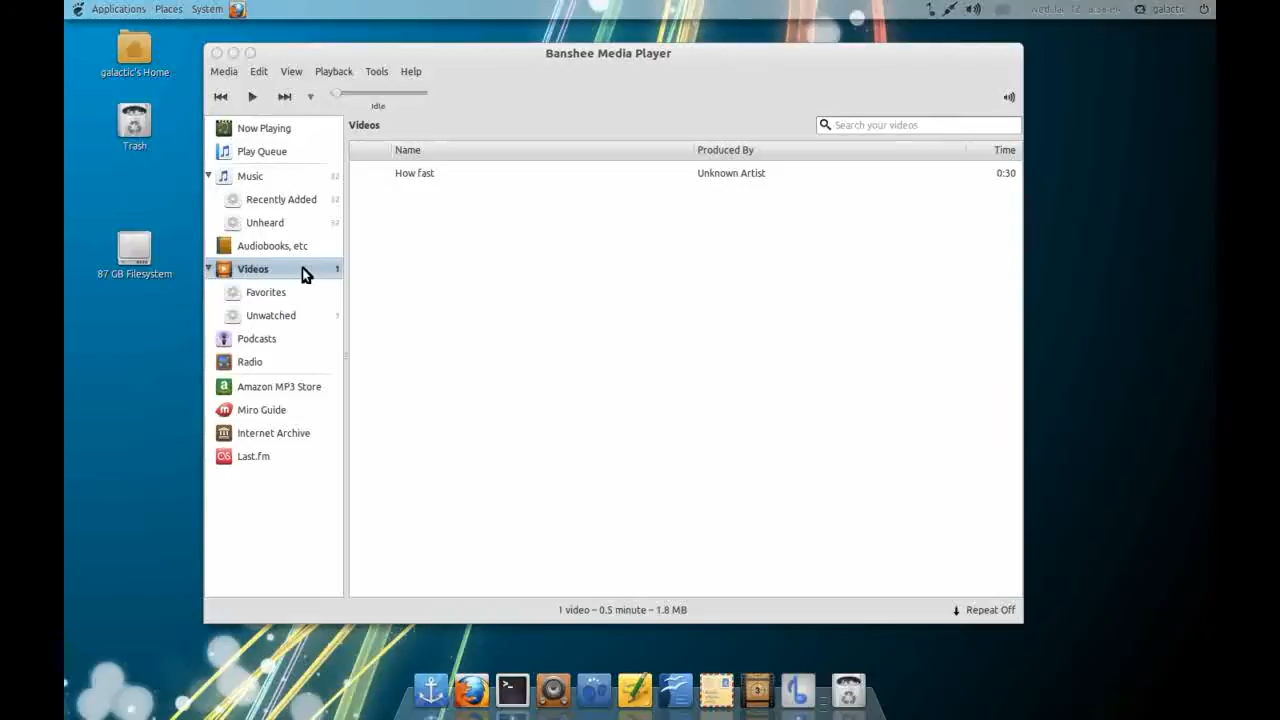 Applications Places System
galactic
galactic's Home
Trash
87 GB Filesystem
Banshee Media Player
Media Edit View Playback Tools Help
Idle
Now Playing
Play Queue
Music
Recently Added
Unheard
Audiobooks, etc
Videos 1
Favorites
Unwatched 1
Podcasts
Radio
Amazon MP3 Store
Miro Guide
Internet Archive
Last.fm
Videos
Search your videos
Name Produced By Time
How fast Unknown Artist 0:30
1 video – 0.5 minute – 1.8 MB
Repeat Off